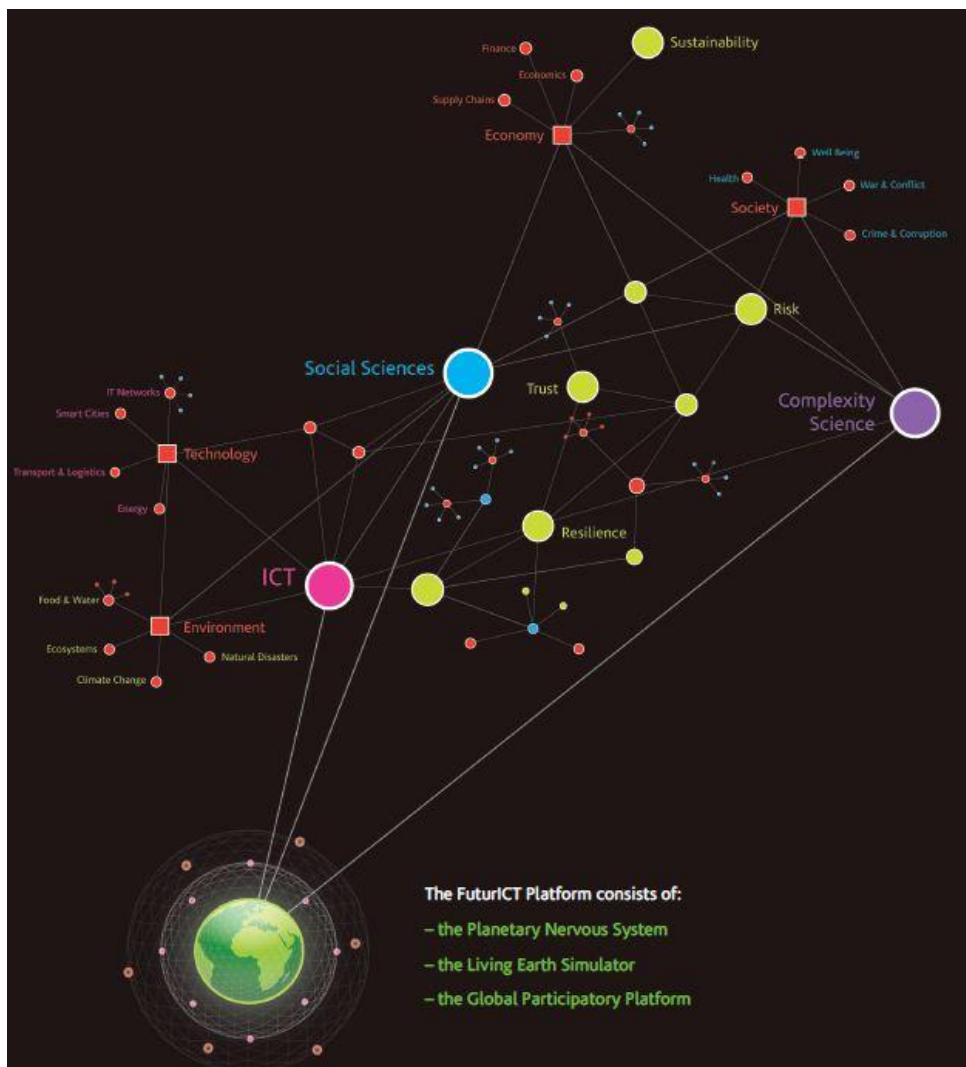 Finance
Sustainability
Economics
Supply Chains
Economy
Well Being
Health
War & Conflict
Society
Crime & Corruption
Risk
Social Sciences
Trust
IT Networks
Complexity
Science
Smart Cities
Technology
Transport & Logistics
Energy
Resilience
ICT
Food & Water
Environment
Ecosystems
Natural Disasters
Climate Change
The FuturICT Platform consists of:
– the Planetary Nervous System
– the Living Earth Simulator
– the Global Participatory Platform